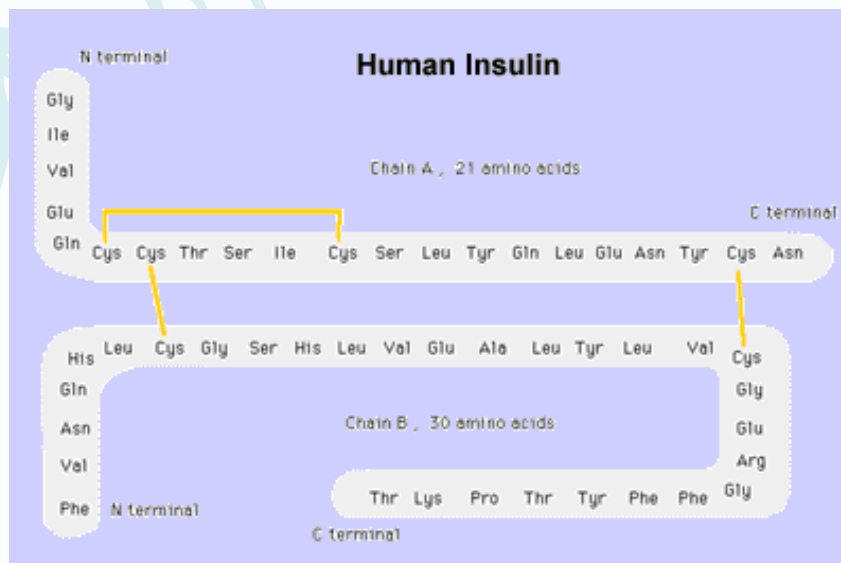 Human Insulin
N terminal
Gly
Ile
Val
Glu
Gln
Cys Cys Thr Ser Ile Cys Ser Leu Tyr Gln Leu Glu Asn Tyr Cys Asn
Chain A , 21 amino acids
C terminal
His Leu Cys Gly Ser His Leu Val Glu Ala Leu Tyr Leu Val Cys
Gln
Asn
Val
Phe
N terminal
Chain B , 30 amino acids
Gly
Glu
Arg
Thr Lys Pro Thr Tyr Phe Phe Gly
C terminal